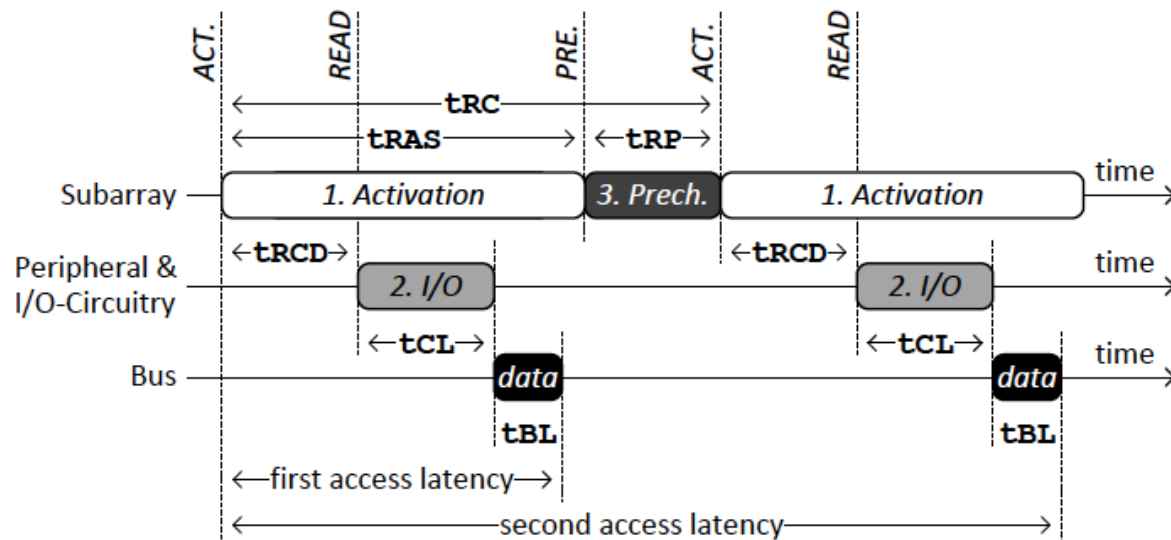 ACT.
READ
PRE.
ACT.
READ
tRC
tRAS
tRP
Subarray
1. Activation
3. Prech.
1. Activation
time
tRCD
tRCD
Peripheral &
I/O-Circuitry
2. I/O
2. I/O
time
tCL
tCL
Bus
data
data
time
tBL
tBL
first access latency
second access latency